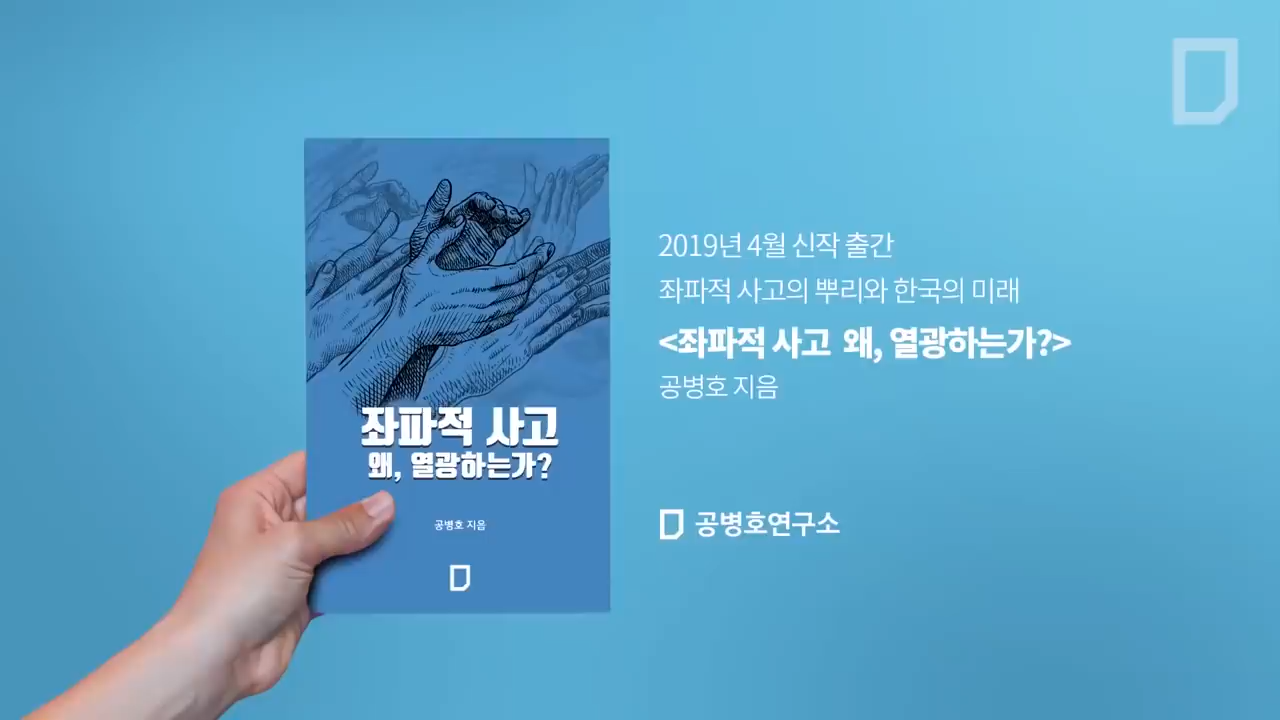 좌파적 사고
왜, 열광하는가?
공병호 지음
2019년 4월 신작 출간
좌파적 사고의 뿌리와 한국의 미래
<좌파적 사고 왜, 열광하는가?>
공병호 지음
공병호연구소